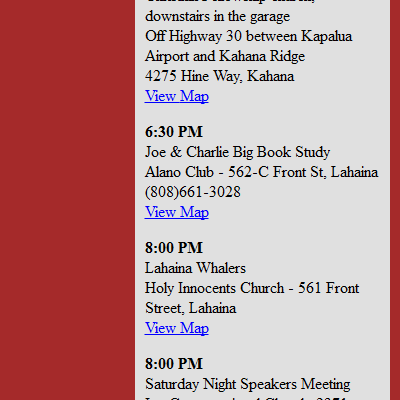 downstairs in the garage
Off Highway 30 between Kapalua
Airport and Kahana Ridge
4275 Hine Way, Kahana
View Map
6:30 PM
Joe & Charlie Big Book Study
Alano Club - 562-C Front St, Lahaina
(808)661-3028
View Map
8:00 PM
Lahaina Whalers
Holy Innocents Church - 561 Front
Street, Lahaina
View Map
8:00 PM
Saturday Night Speakers Meeting